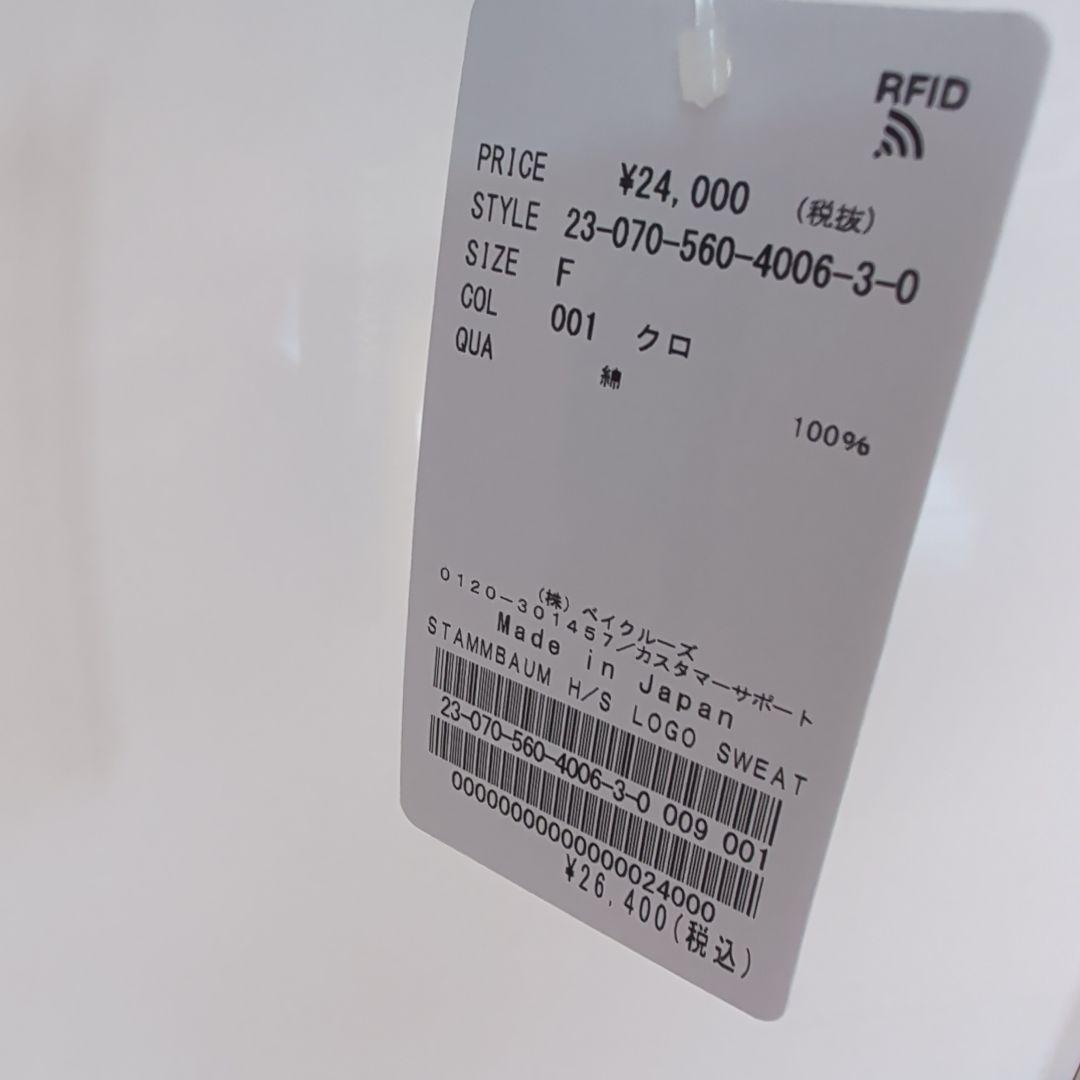 RFID
PRICE ¥24,000 (税抜)
STYLE 23-070-560-4006-3-0
SIZE F
COL 001 クロ
QUA
綿 100%
(株) ベイクルーズ
0120-301457/カスタマーサポート
Made in Japan
STAMMBAUM H/S LOGO SWEAT
23-070-560-4006-3-0 009 001
0000000000000024000
¥26,400(税込)